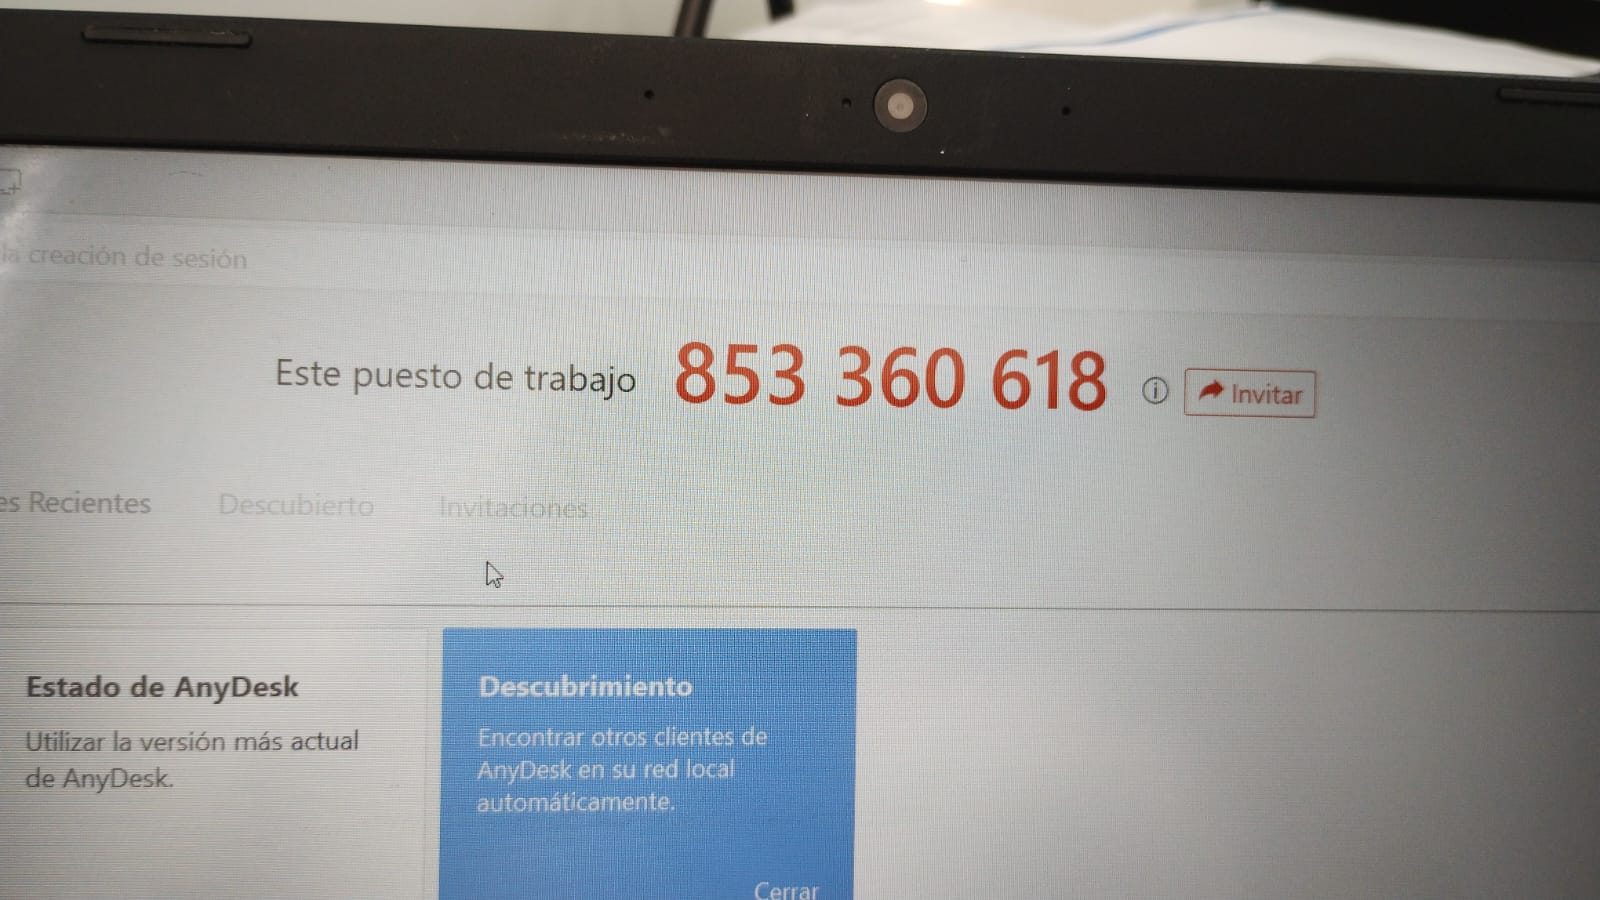 la creación de sesión
Este puesto de trabajo 853 360 618 Invitar
es Recientes Descubierto Invitaciones
Estado de AnyDesk
Utilizar la versión más actual
de AnyDesk.
Descubrimiento
Encontrar otros clientes de
AnyDesk en su red local
automáticamente.
Cerrar